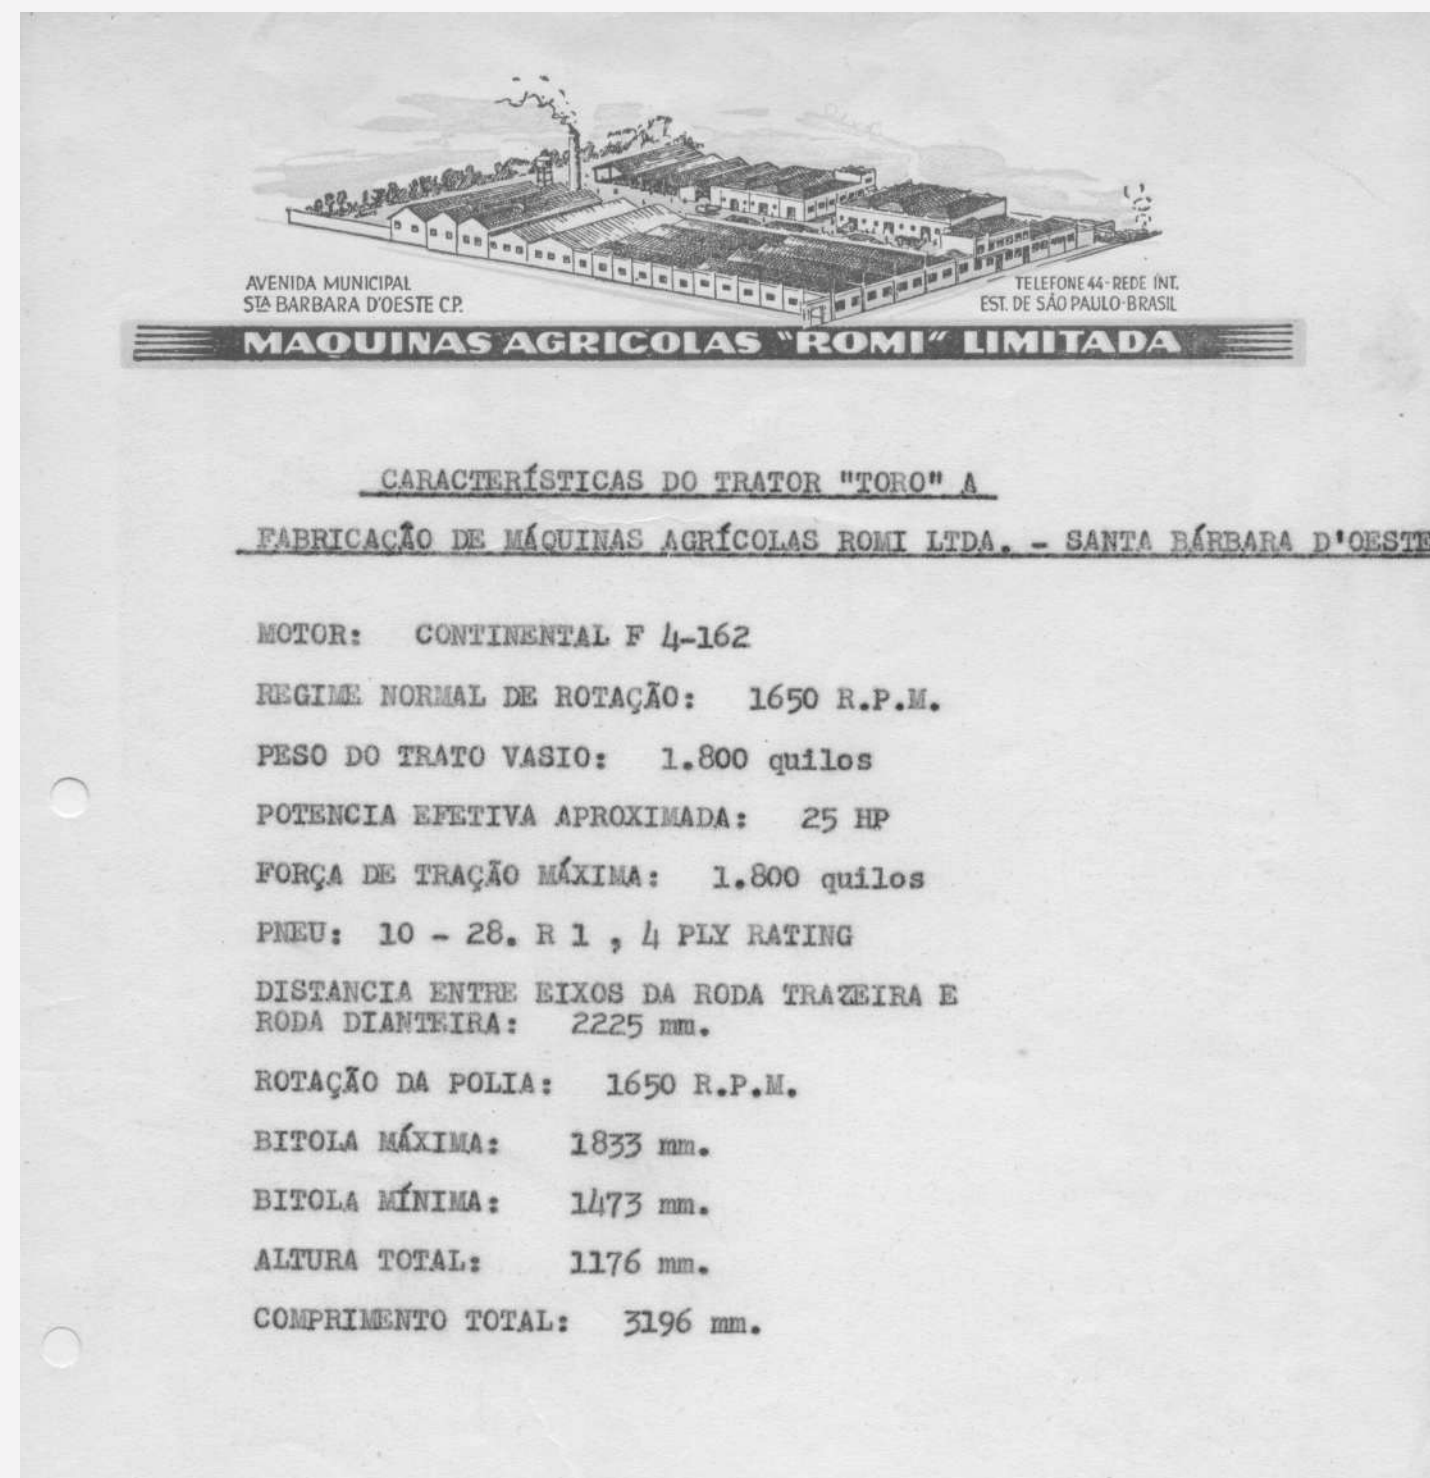 AVENIDA MUNICIPAL
STA BARBARA D'OESTE C.P.
TELEFONE 44 - REDE INT.
EST. DE SÃO PAULO - BRASIL
MAQUINAS AGRICOLAS "ROMI" LIMITADA
CARACTERÍSTICAS DO TRATOR "TORO" A
FABRICAÇÃO DE MÁQUINAS AGRÍCOLAS ROMI LTDA. - SANTA BÁRBARA D'OESTE
MOTOR: CONTINENTAL F 4-162
REGIME NORMAL DE ROTAÇÃO: 1650 R.P.M.
PESO DO TRATO VASIO: 1.800 quilos
POTENCIA EFETIVA APROXIMADA: 25 HP
FORÇA DE TRAÇÃO MÁXIMA: 1.800 quilos
PNEU: 10 - 28. R 1 , 4 PLY RATING
DISTANCIA ENTRE EIXOS DA RODA TRAZEIRA E
RODA DIANTEIRA: 2225 mm.
ROTAÇÃO DA POLIA: 1650 R.P.M.
BITOLA MÁXIMA: 1833 mm.
BITOLA MÍNIMA: 1473 mm.
ALTURA TOTAL: 1176 mm.
COMPRIMENTO TOTAL: 3196 mm.